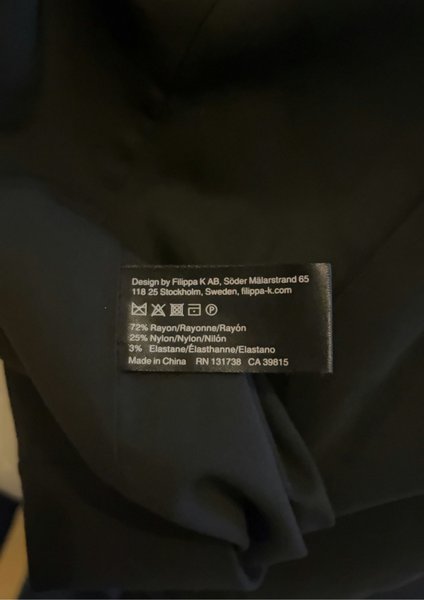 Design by Filippa K AB, Söder Mälarstrand 65
118 25 Stockholm, Sweden, filippa-k.com
72% Rayon/Rayonne/Rayón
25% Nylon/Nylon/Nilón
3% Elastane/Élasthanne/Elastano
Made in China RN 131738 CA 39815